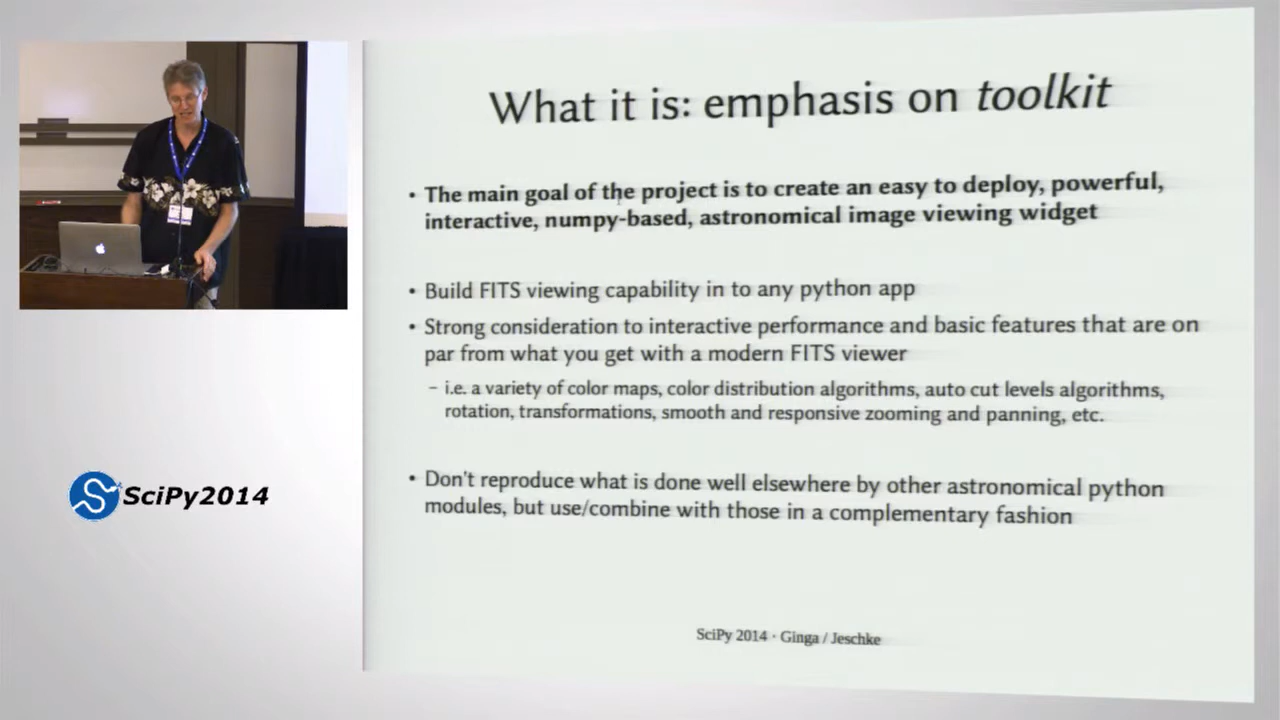 What it is: emphasis on toolkit
• The main goal of the project is to create an easy to deploy, powerful,
interactive, numpy-based, astronomical image viewing widget
• Build FITS viewing capability in to any python app
• Strong consideration to interactive performance and basic features that are on
par from what you get with a modern FITS viewer
– i.e. a variety of color maps, color distribution algorithms, auto cut levels algorithms,
rotation, transformations, smooth and responsive zooming and panning, etc.
• Don't reproduce what is done well elsewhere by other astronomical python
modules, but use/combine with those in a complementary fashion
SciPy 2014 · Ginga / Jeschke
SciPy2014